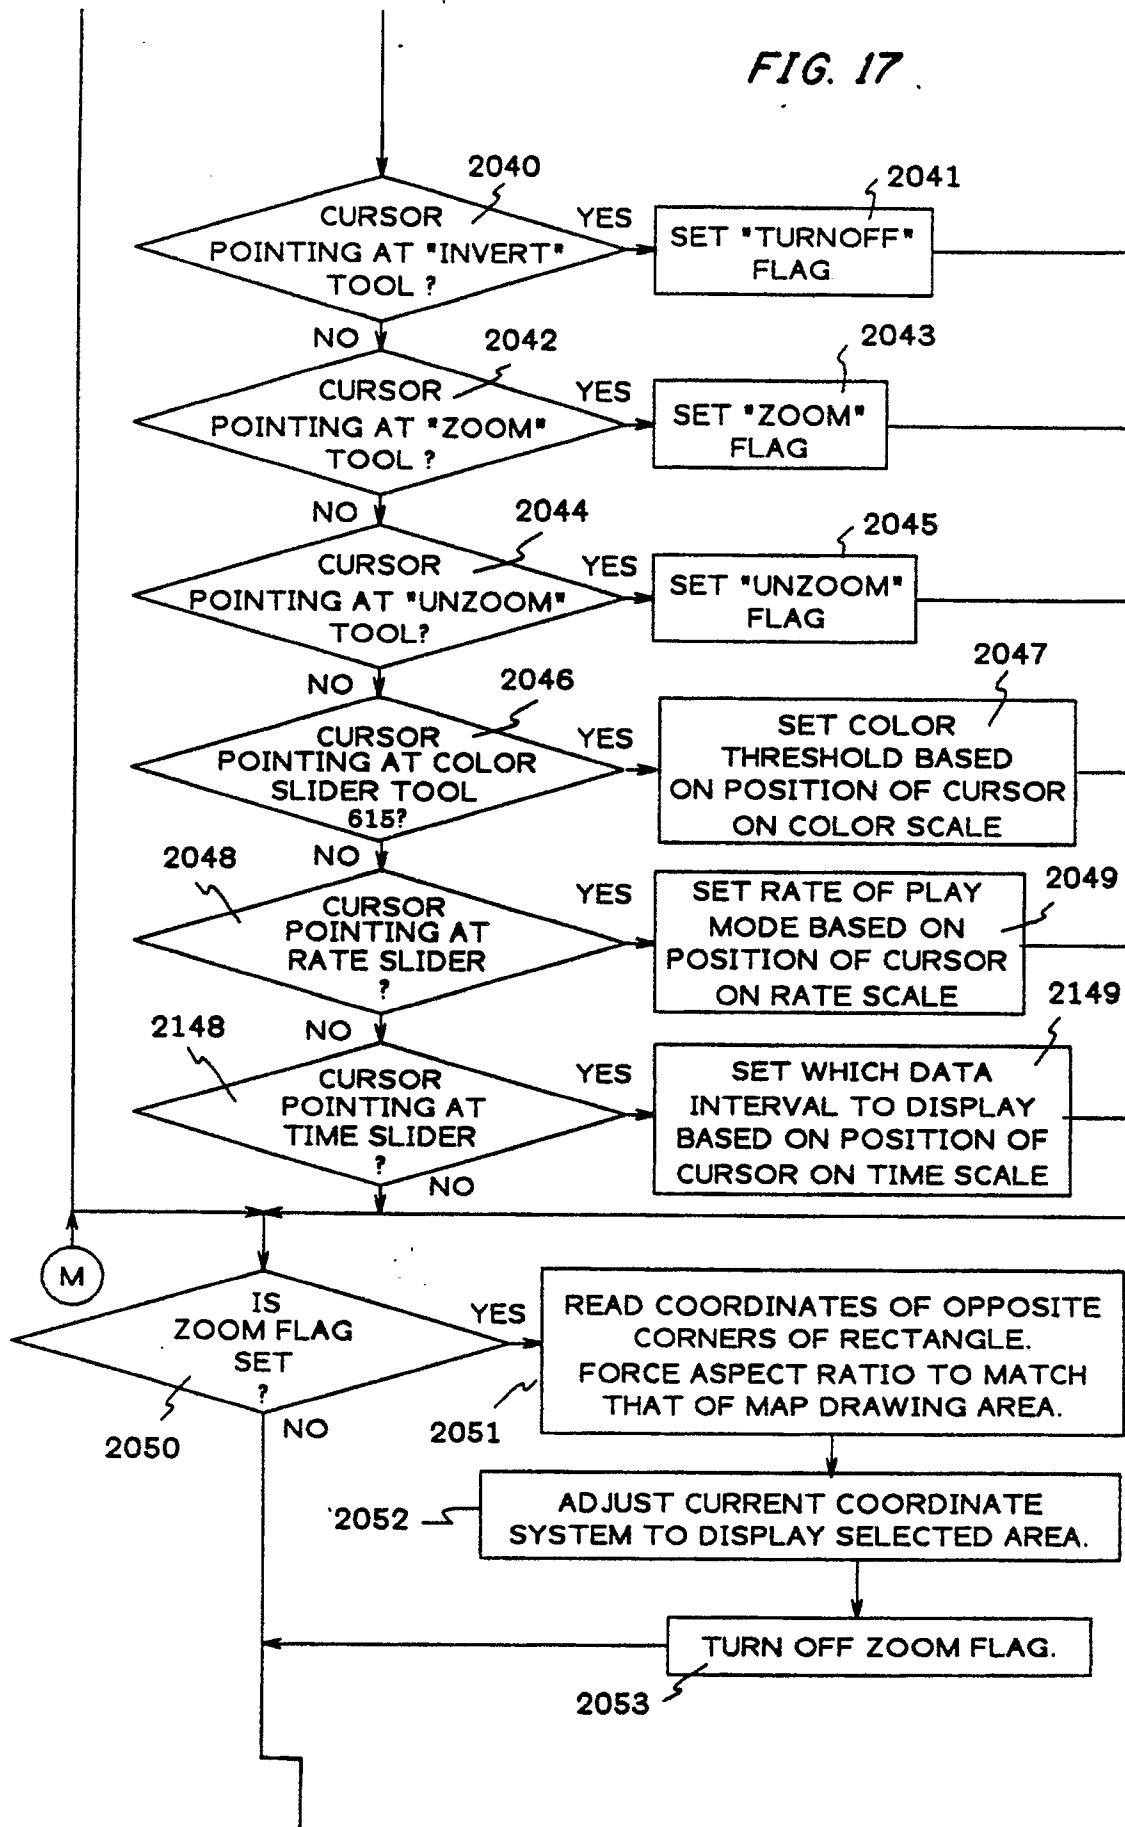 FIG. 17
2040
CURSOR
POINTING AT "INVERT"
TOOL ?
YES
2041
SET "TURNOFF"
FLAG
NO
2042
CURSOR
POINTING AT "ZOOM"
TOOL ?
YES
2043
SET "ZOOM"
FLAG
NO
2044
CURSOR
POINTING AT "UNZOOM"
TOOL?
YES
2045
SET "UNZOOM"
FLAG
NO
2046
CURSOR
POINTING AT COLOR
SLIDER TOOL
615?
YES
2047
SET COLOR
THRESHOLD BASED
ON POSITION OF CURSOR
ON COLOR SCALE
NO
2048
CURSOR
POINTING AT
RATE SLIDER
?
YES
2049
SET RATE OF PLAY
MODE BASED ON
POSITION OF CURSOR
ON RATE SCALE
NO
2148
CURSOR
POINTING AT
TIME SLIDER
?
YES
2149
SET WHICH DATA
INTERVAL TO DISPLAY
BASED ON POSITION OF
CURSOR ON TIME SCALE
NO
M
IS
ZOOM FLAG
SET
?
2050
YES
2051
READ COORDINATES OF OPPOSITE
CORNERS OF RECTANGLE.
FORCE ASPECT RATIO TO MATCH
THAT OF MAP DRAWING AREA.
NO
2052
ADJUST CURRENT COORDINATE
SYSTEM TO DISPLAY SELECTED AREA.
TURN OFF ZOOM FLAG.
2053